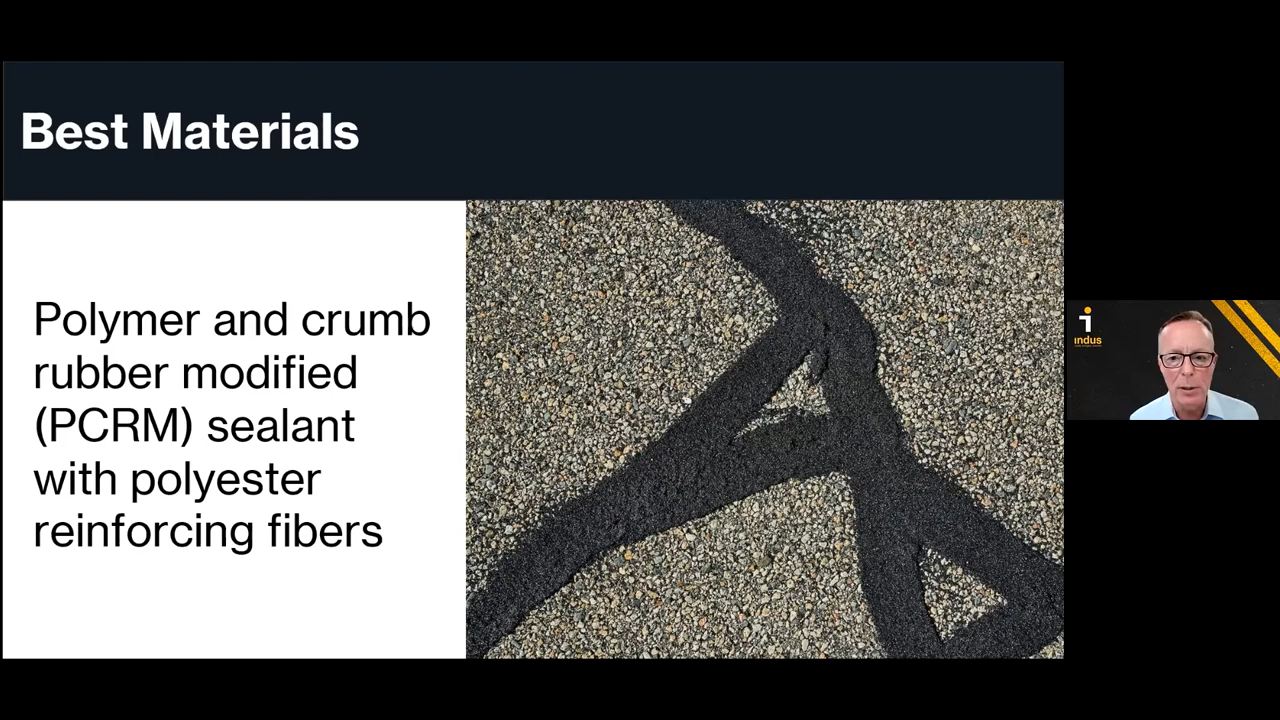 Best Materials
Polymer and crumb
rubber modified
(PCRM) sealant
with polyester
reinforcing fibers
indus